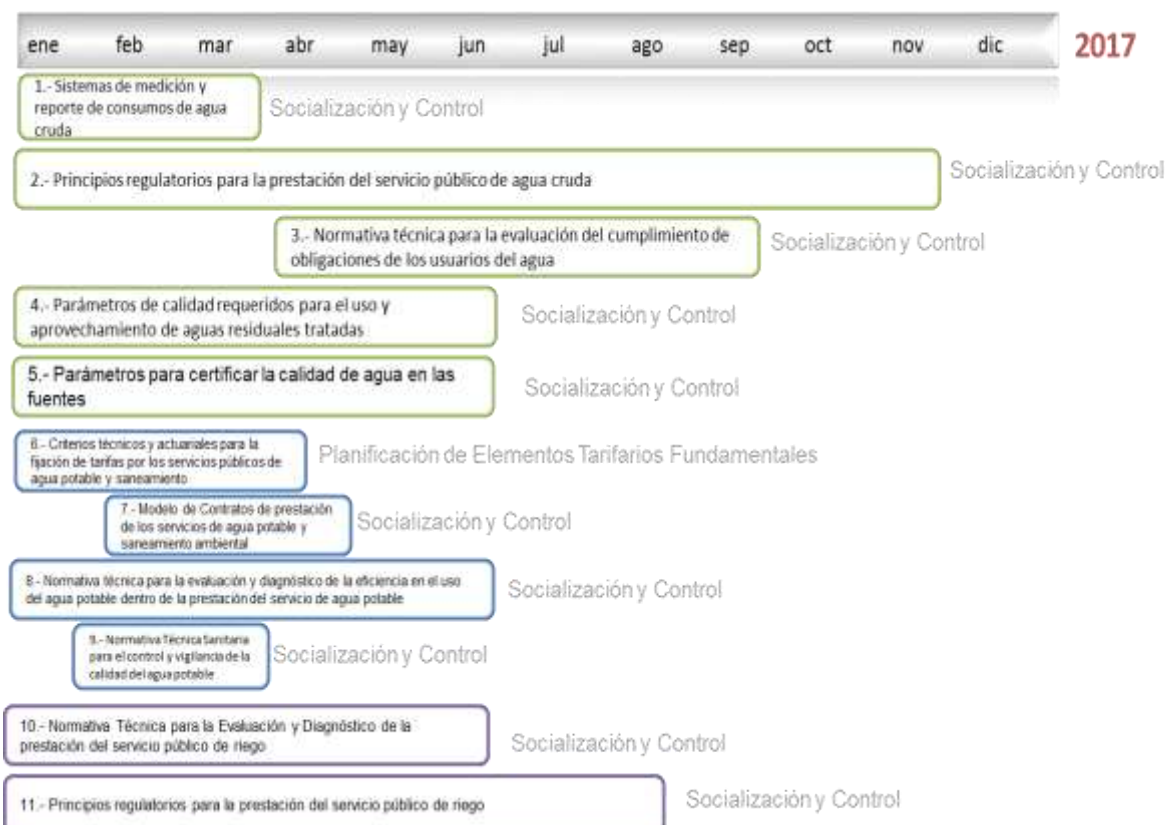 ene feb mar abr may jun jul ago sep oct nov dic 2017
1.- Sistemas de medición y
reporte de consumos de agua
cruda
Socialización y Control
2.- Principios regulatorios para la prestación del servicio público de agua cruda
Socialización y Control
3.- Normativa técnica para la evaluación del cumplimiento de
obligaciones de los usuarios del agua
Socialización y Control
4.- Parámetros de calidad requeridos para el uso y
aprovechamiento de aguas residuales tratadas
Socialización y Control
5.- Parámetros para certificar la calidad de agua en las
fuentes
Socialización y Control
6.- Criterios técnicos y actuariales para la
fijación de tarifas por los servicios públicos de
agua potable y saneamiento
Planificación de Elementos Tarifarios Fundamentales
7.- Modelo de Contratos de prestación
de los servicios de agua potable y
saneamiento ambiental
Socialización y Control
8.- Normativa técnica para la evaluación y diagnóstico de la eficiencia en el uso
del agua potable dentro de la prestación del servicio de agua potable
Socialización y Control
9.- Normativa Técnica Sanitaria
para el control y vigilancia de la
calidad del agua potable
Socialización y Control
10.- Normativa Técnica para la Evaluación y Diagnóstico de la
prestación del servicio público de riego
Socialización y Control
11.- Principios regulatorios para la prestación del servicio público de riego
Socialización y Control